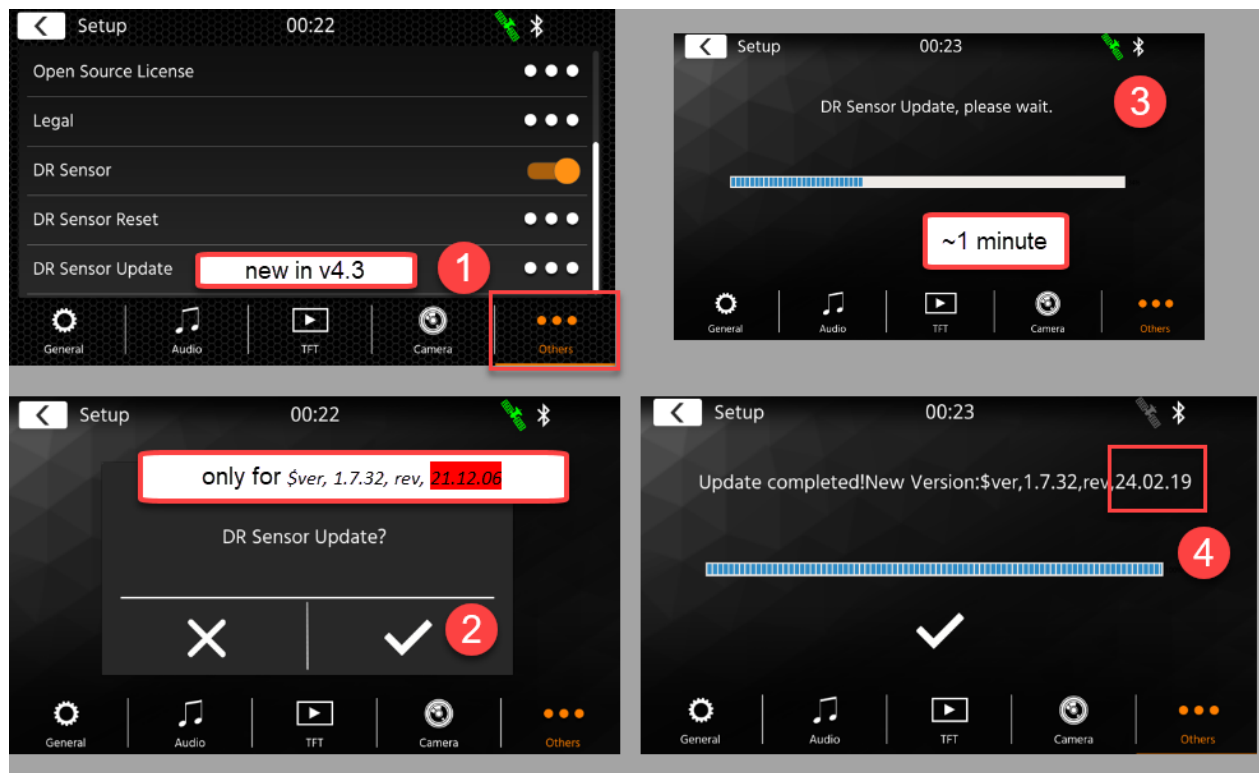 Setup 00:22
Open Source License
Legal
DR Sensor
DR Sensor Reset
DR Sensor Update new in v4.3 1
General Audio TFT Camera Others
Setup 00:23
DR Sensor Update, please wait. 3
~1 minute
General Audio TFT Camera Others
Setup 00:22
only for $ver, 1.7.32, rev, 21.12.06
DR Sensor Update?
2
General Audio TFT Camera Others
Setup 00:23
Update completed!New Version:$ver,1.7.32,rev,24.02.19
4
General Audio TFT Camera Others